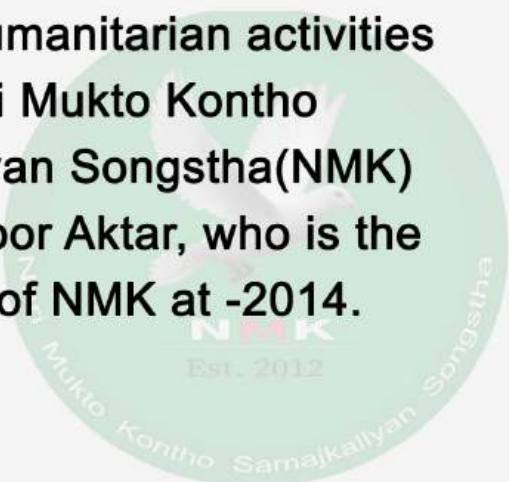 umanitarian activities
i Mukto Kontho
an Songstha(NMK)
oor Aktar, who is the
of NMK at -2014.
NMK
Est. 2012
Mukto Kontho Samajkallyan Songstha